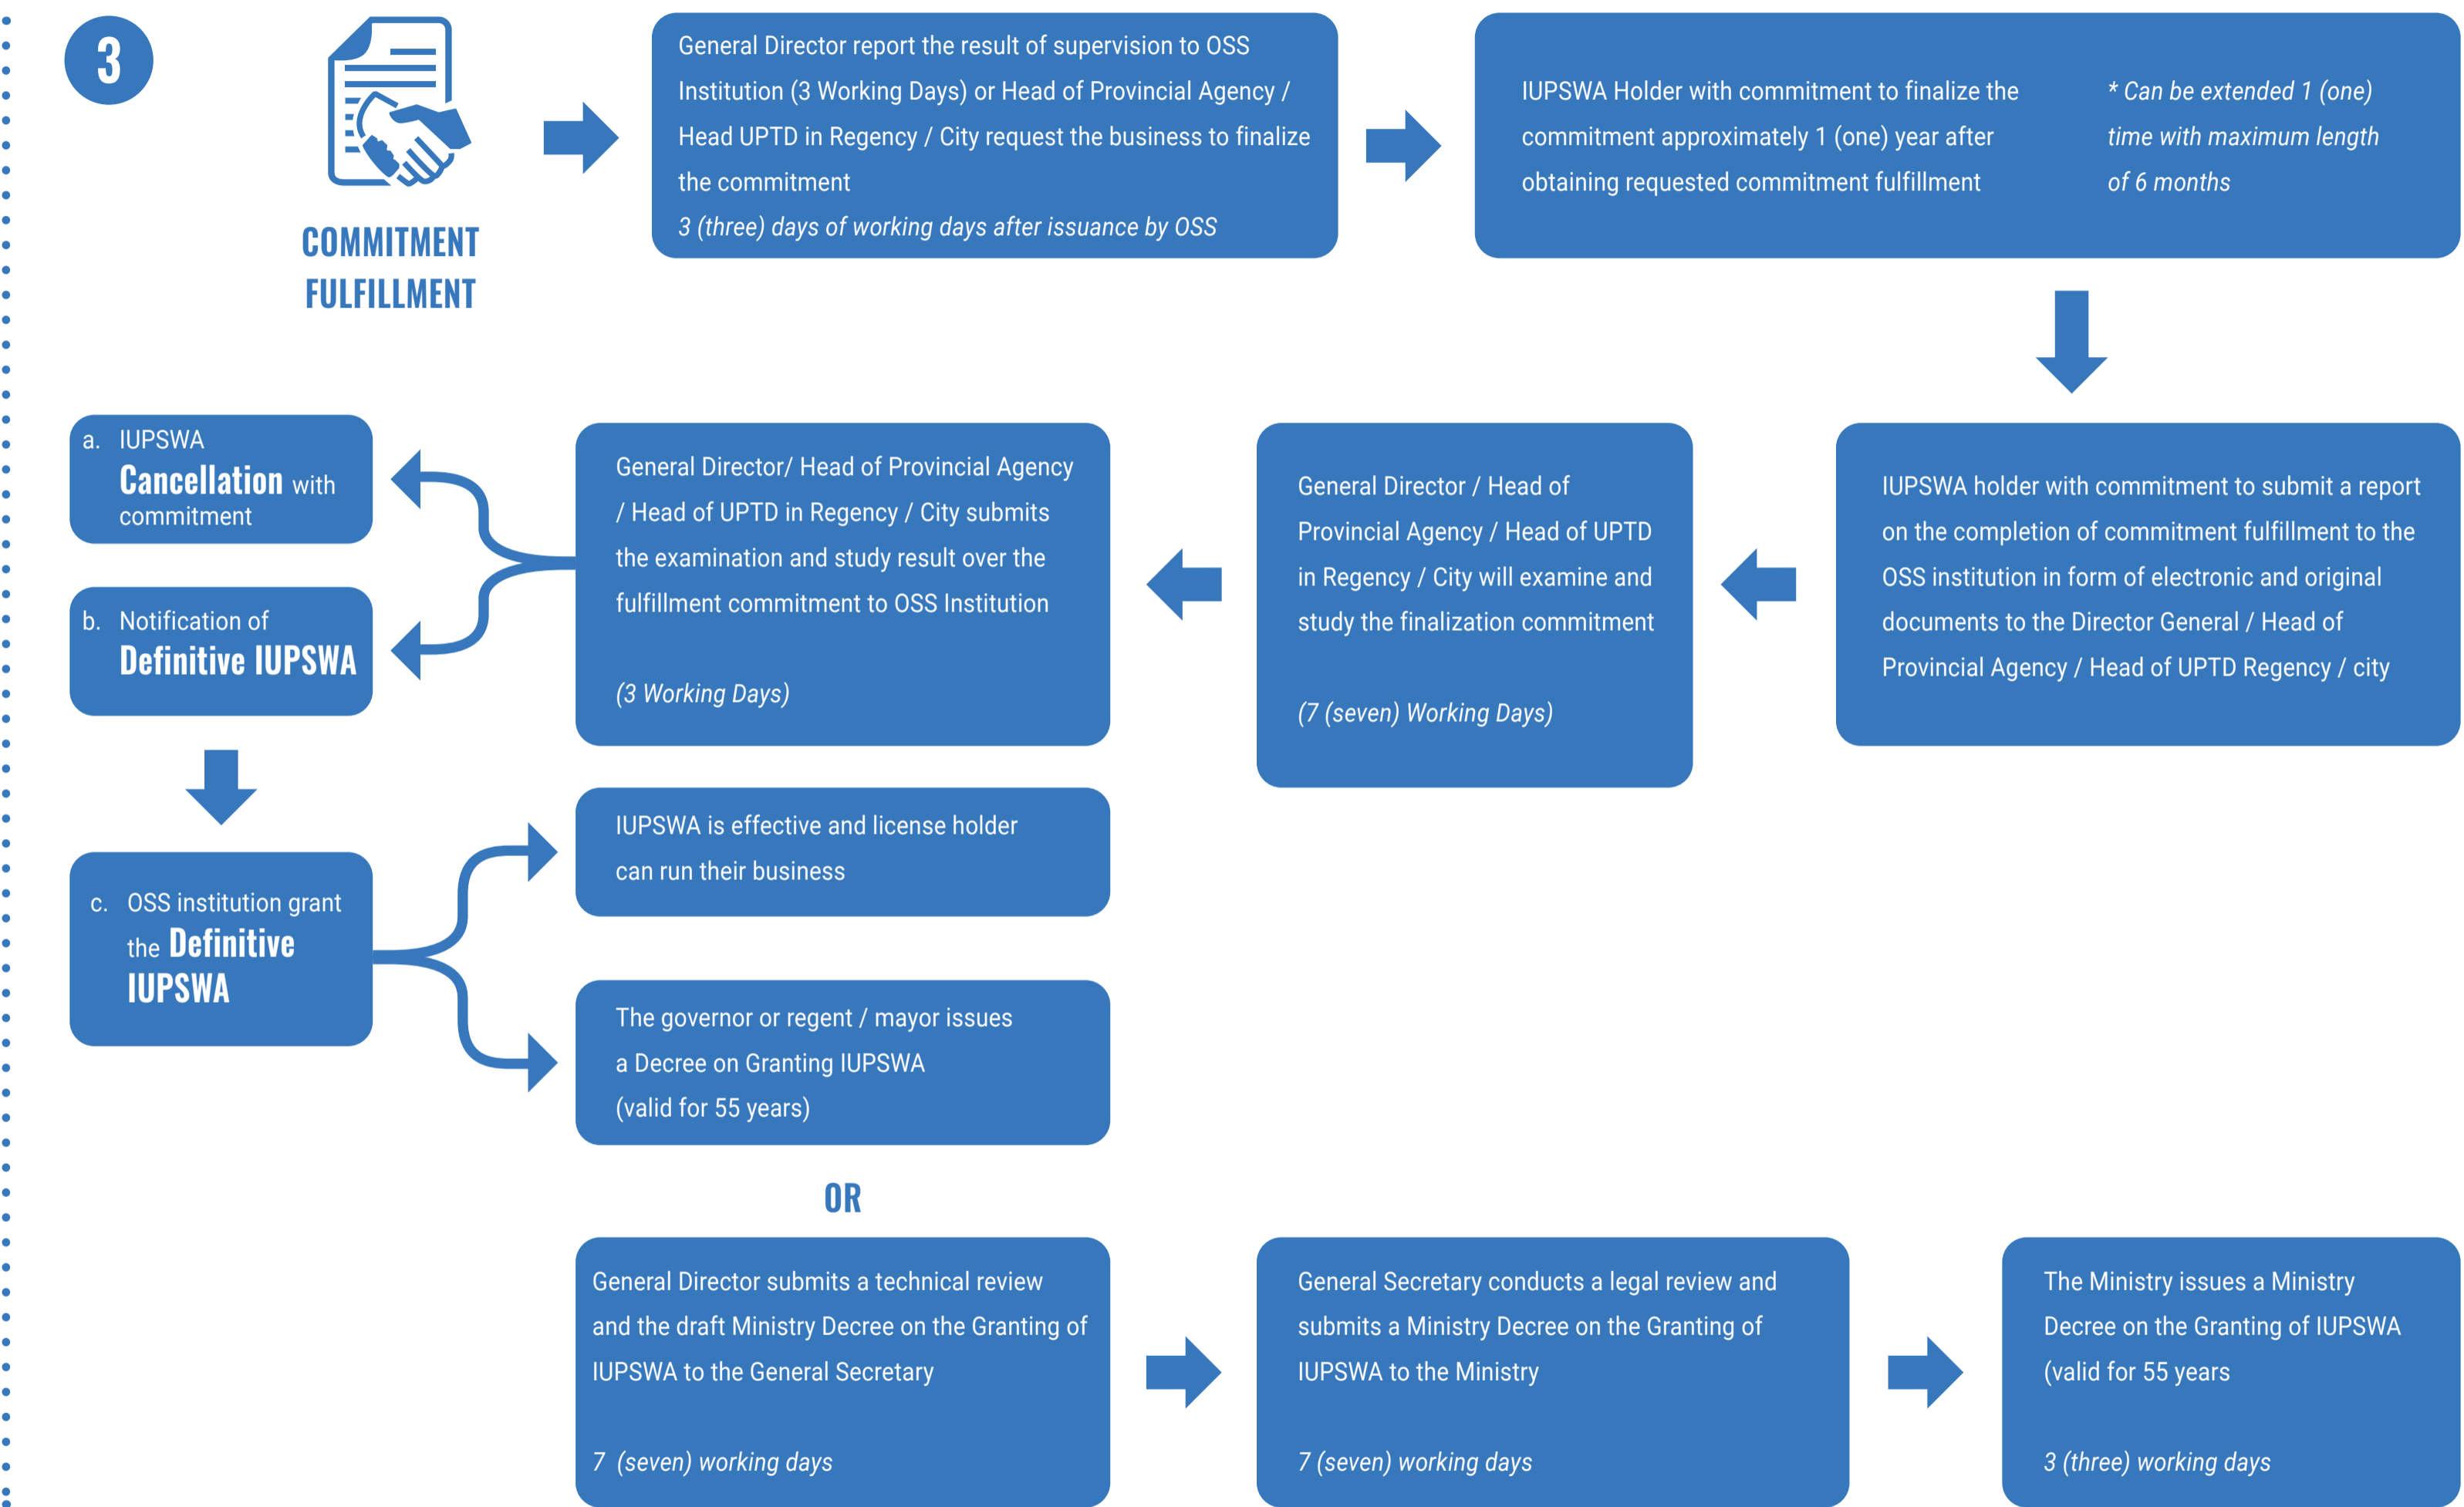 3
COMMITMENT
FULFILLMENT
General Director report the result of supervision to OSS
Institution (3 Working Days) or Head of Provincial Agency /
Head UPTD in Regency / City request the business to finalize
the commitment
3 (three) days of working days after issuance by OSS
IUPSWA Holder with commitment to finalize the
commitment approximately 1 (one) year after
obtaining requested commitment fulfillment
* Can be extended 1 (one)
time with maximum length
of 6 months
IUPSWA holder with commitment to submit a report
on the completion of commitment fulfillment to the
OSS institution in form of electronic and original
documents to the Director General / Head of
Provincial Agency / Head of UPTD Regency / city
General Director / Head of
Provincial Agency / Head of UPTD
in Regency / City will examine and
study the finalization commitment
(7 (seven) Working Days)
General Director/ Head of Provincial Agency
/ Head of UPTD in Regency / City submits
the examination and study result over the
fulfillment commitment to OSS Institution
(3 Working Days)
a. IUPSWA
Cancellation with
commitment
b. Notification of
Definitive IUPSWA
c. OSS institution grant
the Definitive
IUPSWA
IUPSWA is effective and license holder
can run their business
The governor or regent / mayor issues
a Decree on Granting IUPSWA
(valid for 55 years)
OR
General Director submits a technical review
and the draft Ministry Decree on the Granting of
IUPSWA to the General Secretary
7 (seven) working days
General Secretary conducts a legal review and
submits a Ministry Decree on the Granting of
IUPSWA to the Ministry
7 (seven) working days
The Ministry issues a Ministry
Decree on the Granting of IUPSWA
(valid for 55 years
3 (three) working days